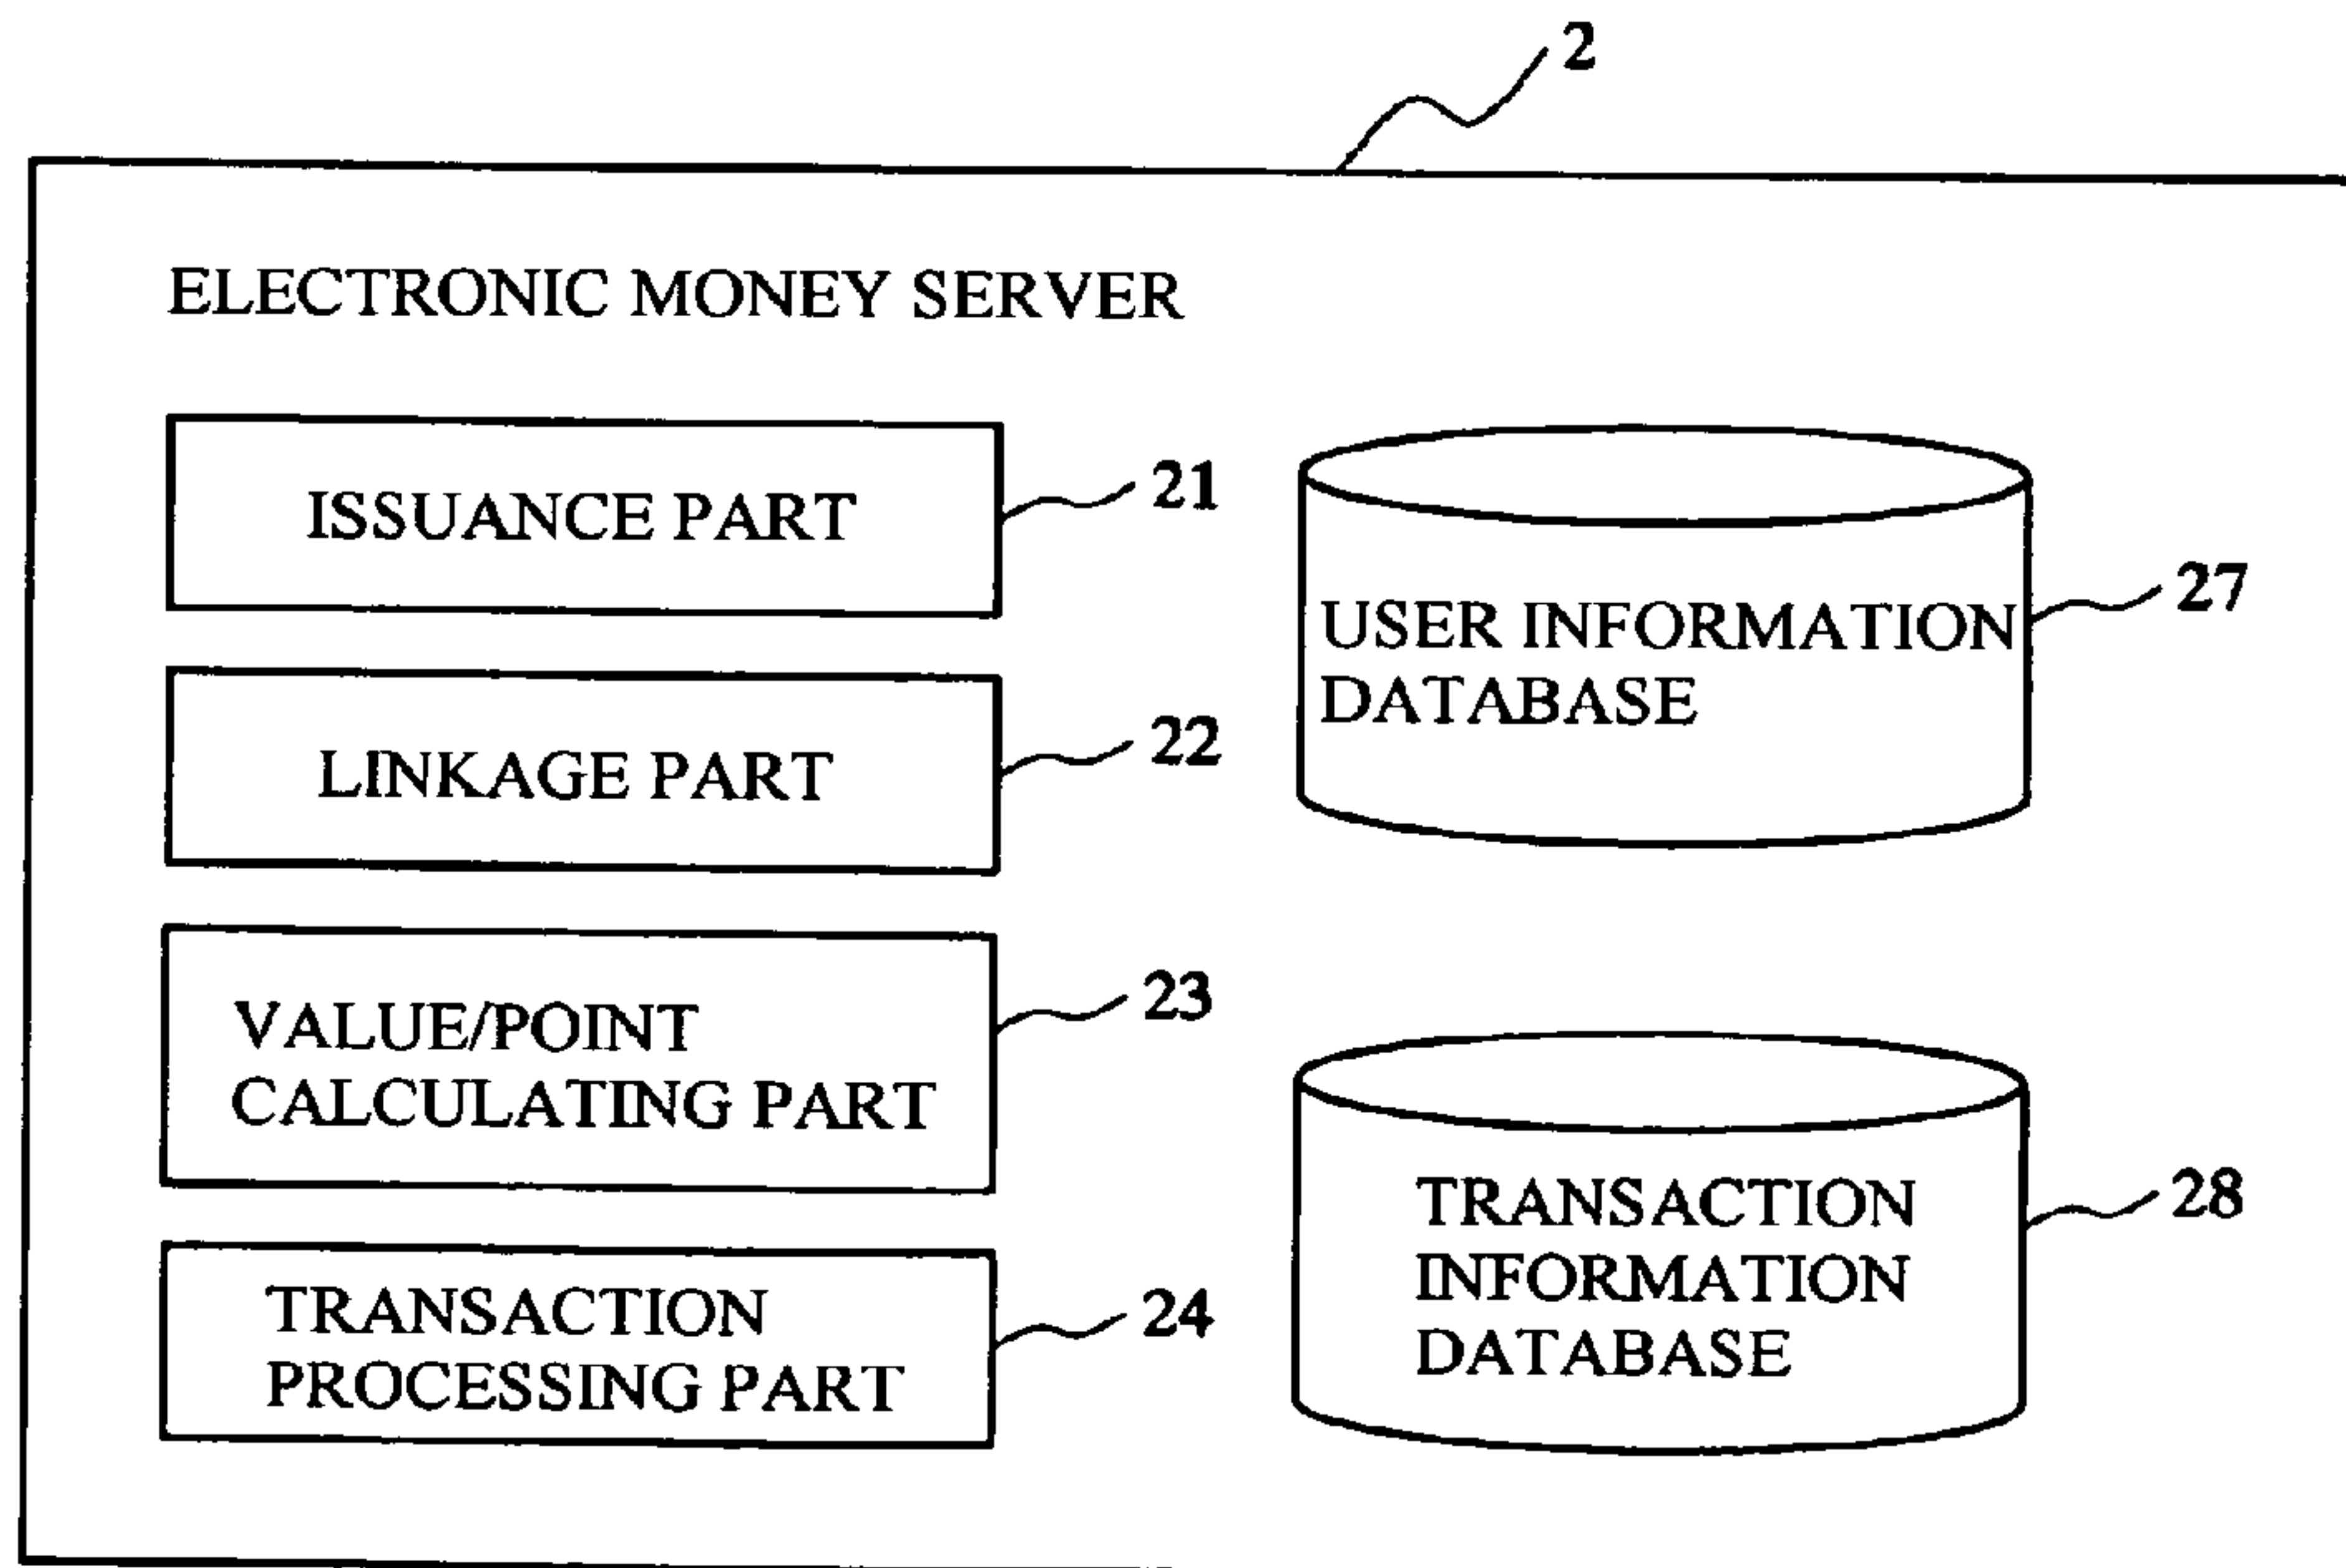 2
ELECTRONIC MONEY SERVER
ISSUANCE PART
21
LINKAGE PART
22
VALUE/POINT
CALCULATING PART
23
TRANSACTION
PROCESSING PART
24
USER INFORMATION
DATABASE
27
TRANSACTION
INFORMATION
DATABASE
28